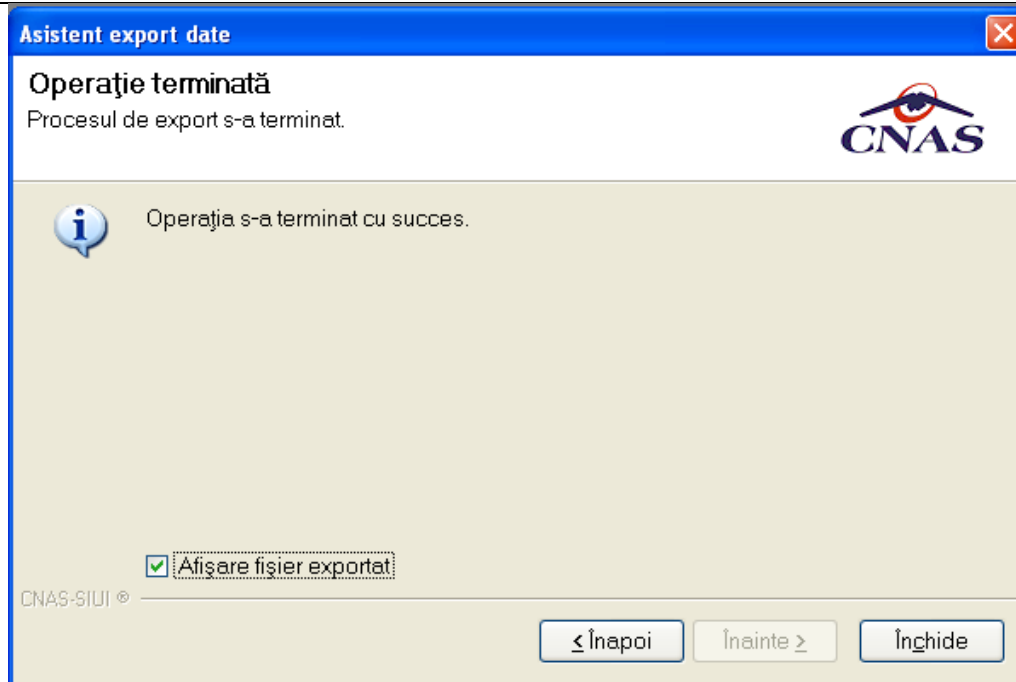 Asistent export date
Operaţie terminată
Procesul de export s-a terminat.
CNAS
Operaţia s-a terminat cu succes.
Afişare fişier exportat
CNAS-SIUI ®
< Înapoi
Înainte >
Închide